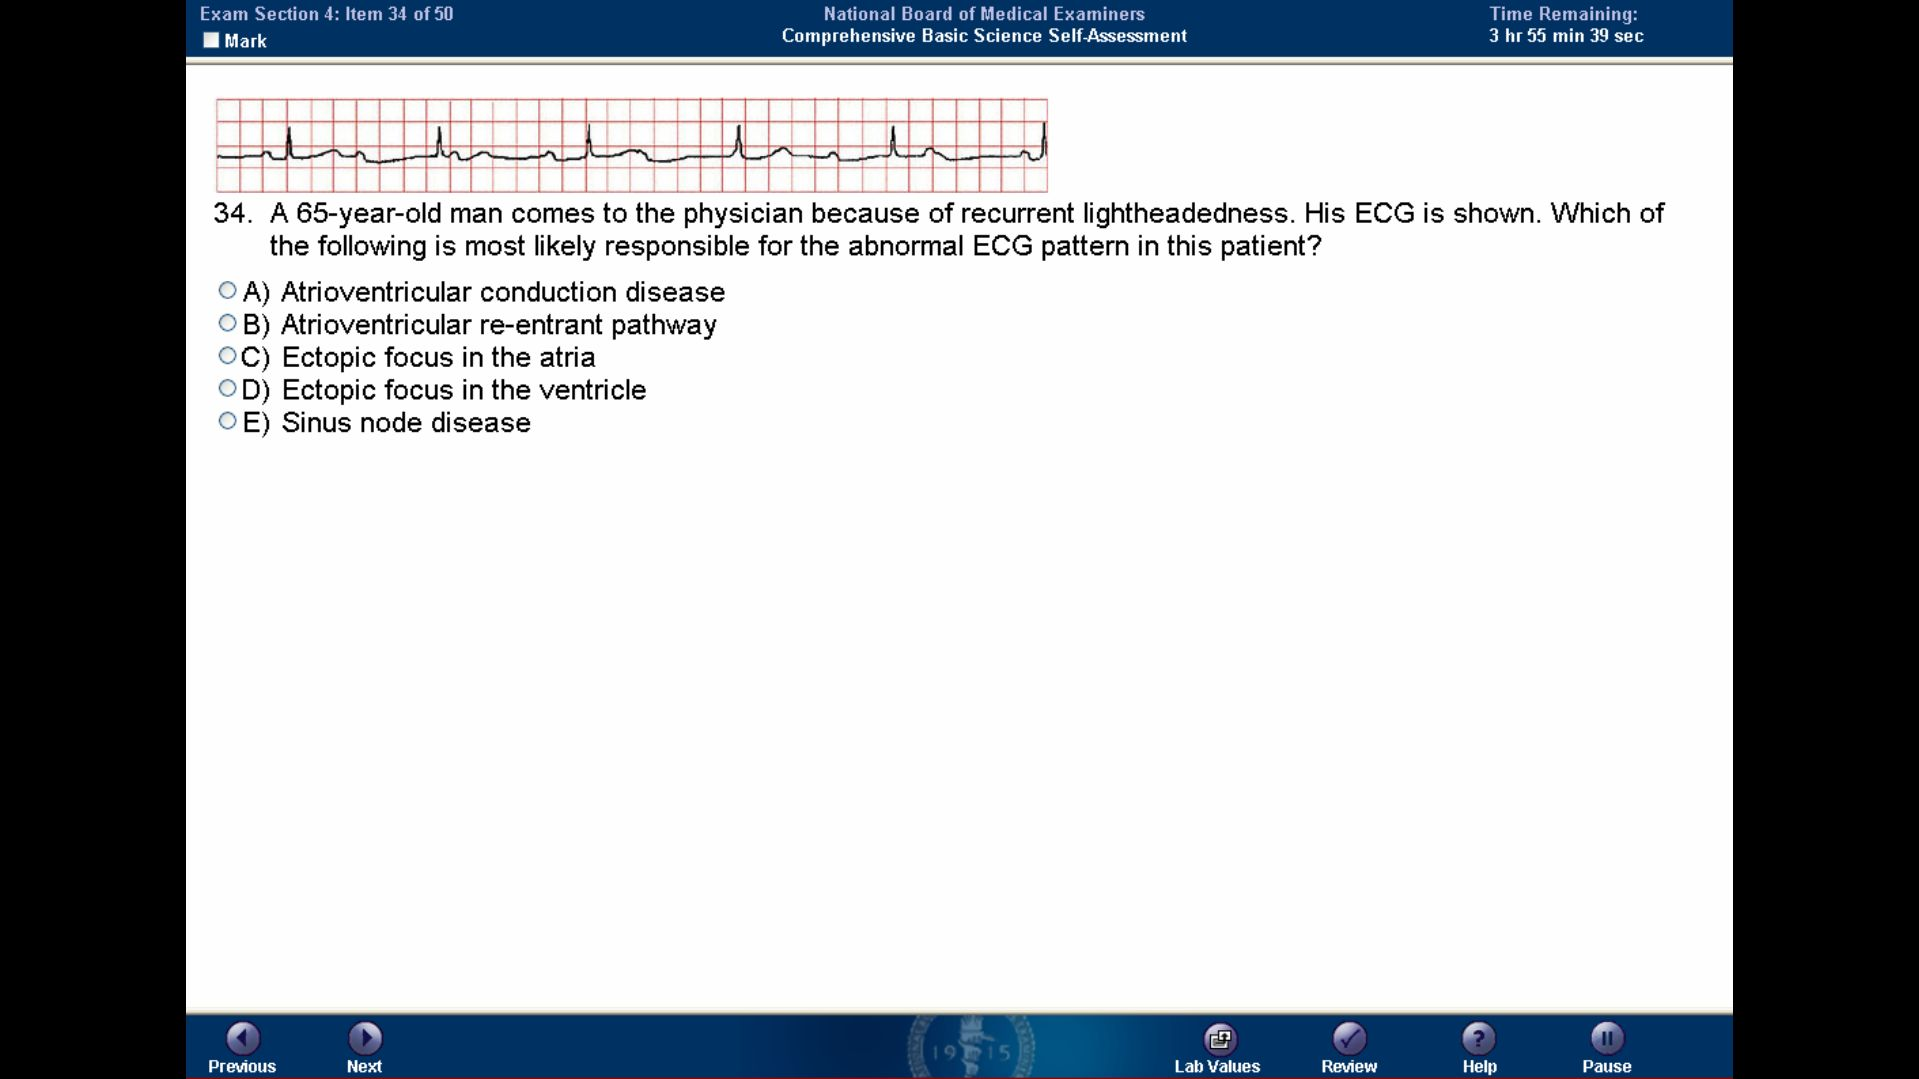 Exam Section 4: Item 34 of 50
Mark
National Board of Medical Examiners
Comprehensive Basic Science Self-Assessment
Time Remaining:
3 hr 55 min 39 sec
34. A 65-year-old man comes to the physician because of recurrent lightheadedness. His ECG is shown. Which of
the following is most likely responsible for the abnormal ECG pattern in this patient?
A) Atrioventricular conduction disease
B) Atrioventricular re-entrant pathway
C) Ectopic focus in the atria
D) Ectopic focus in the ventricle
E) Sinus node disease
Previous
Next
1915
Lab Values
Review
Help
Pause